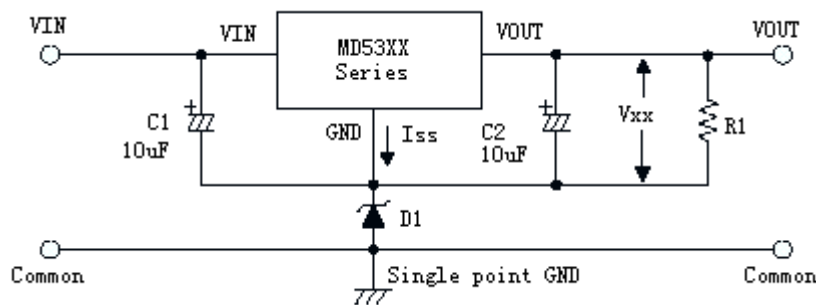 VIN
VIN
MD53XX
Series
VOUT
VOUT
C1
10uF
GND
Iss
C2
10uF
Vxx
R1
D1
Common
Single point GND
Common